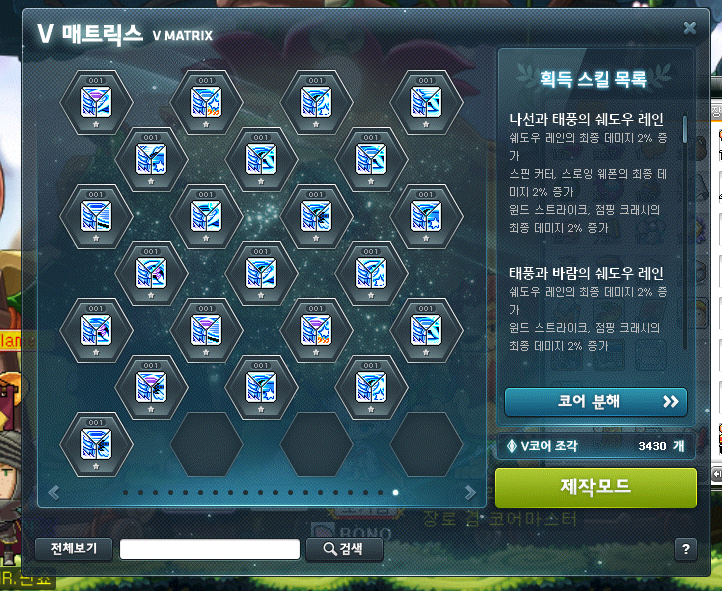 V 매트릭스 V MATRIX
001 001 001 001
001 001 001
001 001 001 001
001 001 001
001 001 001 001
001 001 001
001
획득 스킬 목록
나선과 태풍의 쉐도우 레인
쉐도우 레인의 최종 데미지 2% 증
가
스핀 커터, 스로잉 웨폰의 최종 데
미지 2% 증가
윈드 스트라이크, 점핑 크래시의
최종 데미지 2% 증가
태풍과 바람의 쉐도우 레인
쉐도우 레인의 최종 데미지 2% 증
가
윈드 스트라이크, 점핑 크래시의
최종 데미지 2% 증가
코어 분해
V코어 조각 3430 개
제작모드
장로 겸 코어마스터
BONO
전체보기
검색
?